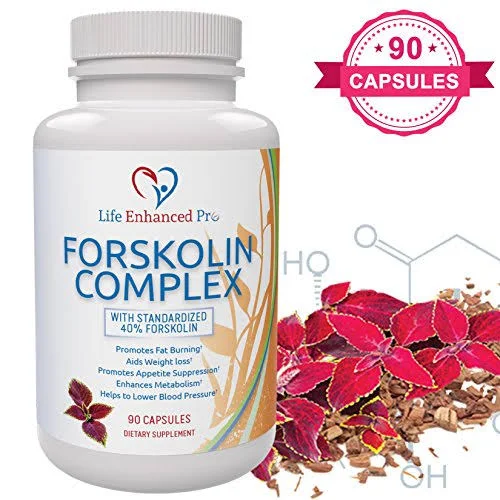 90
CAPSULES
Life Enhanced Pro
FORSKOLIN
COMPLEX
WITH STANDARDIZED
40% FORSKOLIN
Promotes Fat Burning†
Aids Weight loss†
Promotes Appetite Suppression†
Enhances Metabolism†
Helps to Lower Blood Pressure†
90 CAPSULES
DIETARY SUPPLEMENT
O
HO
O
OH